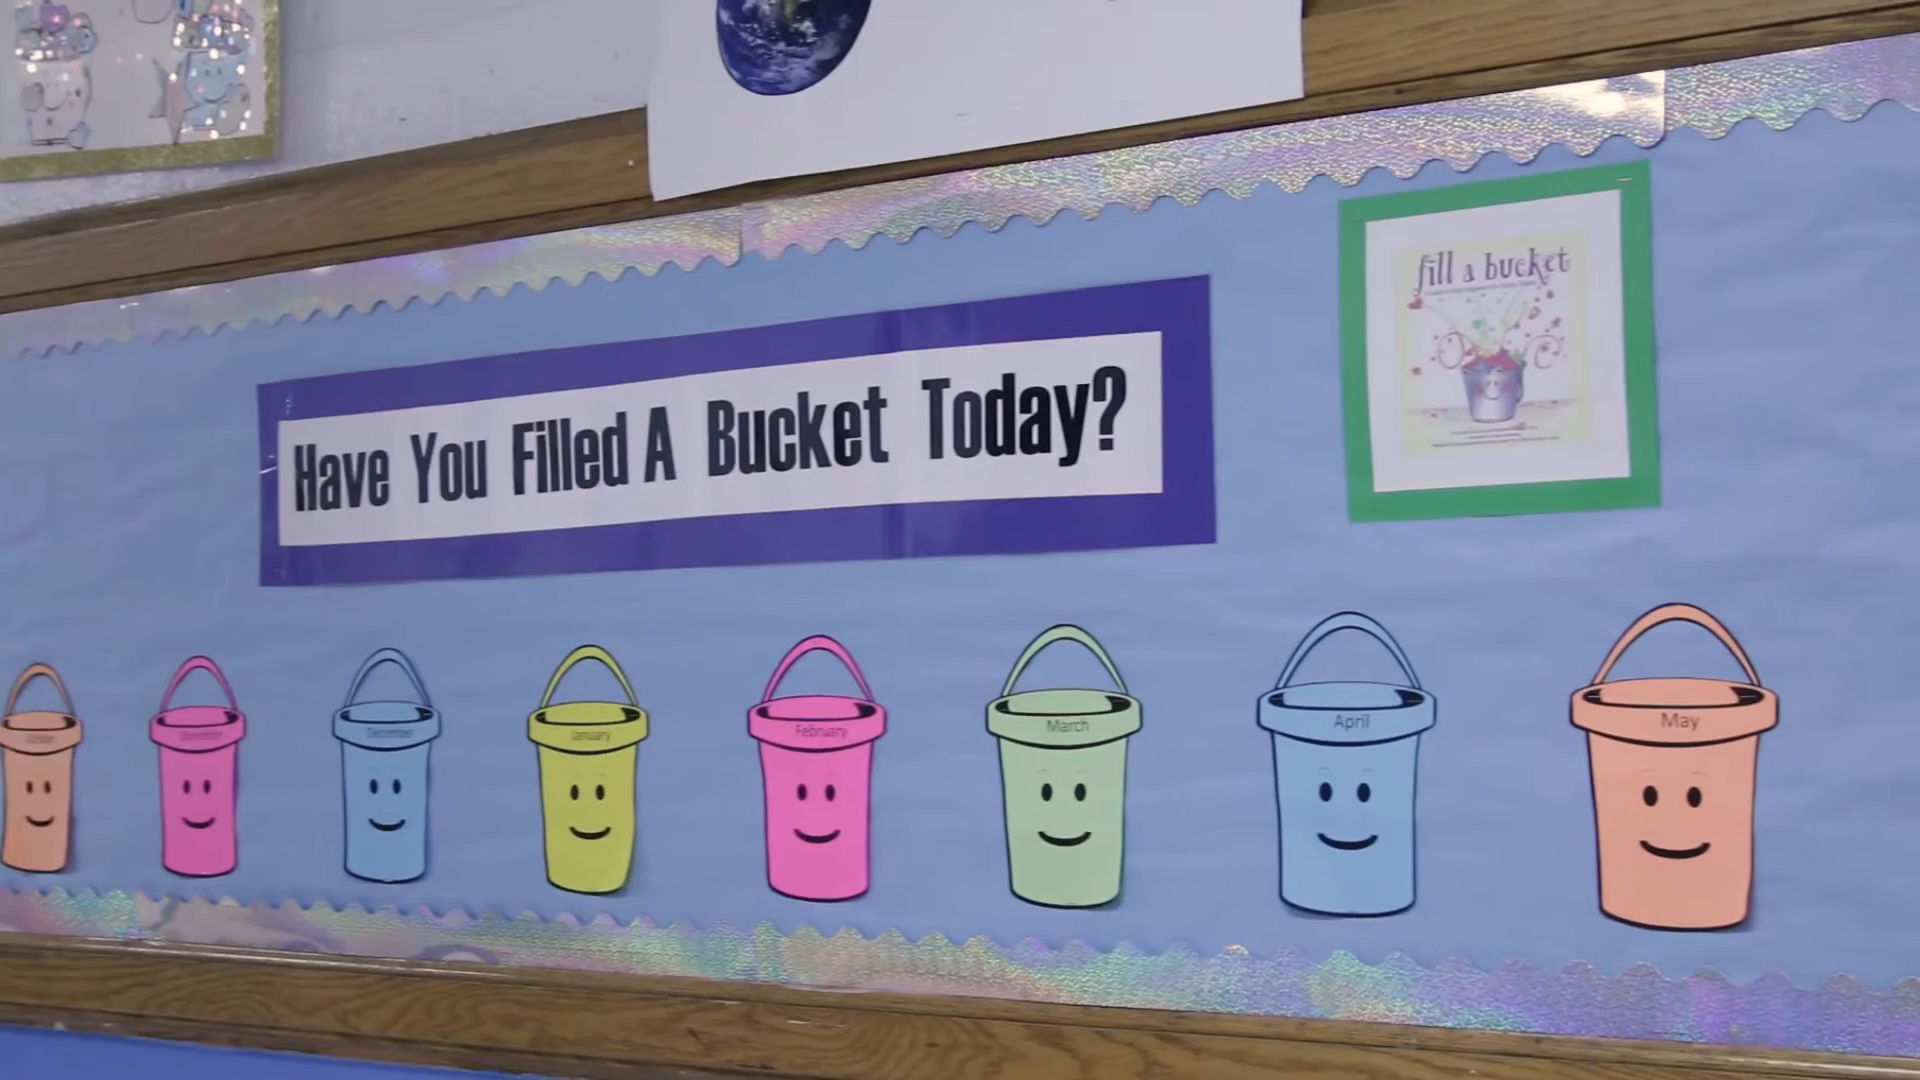 fill a bucket
Have You Filled A Bucket Today?
December
January
February
March
April
May